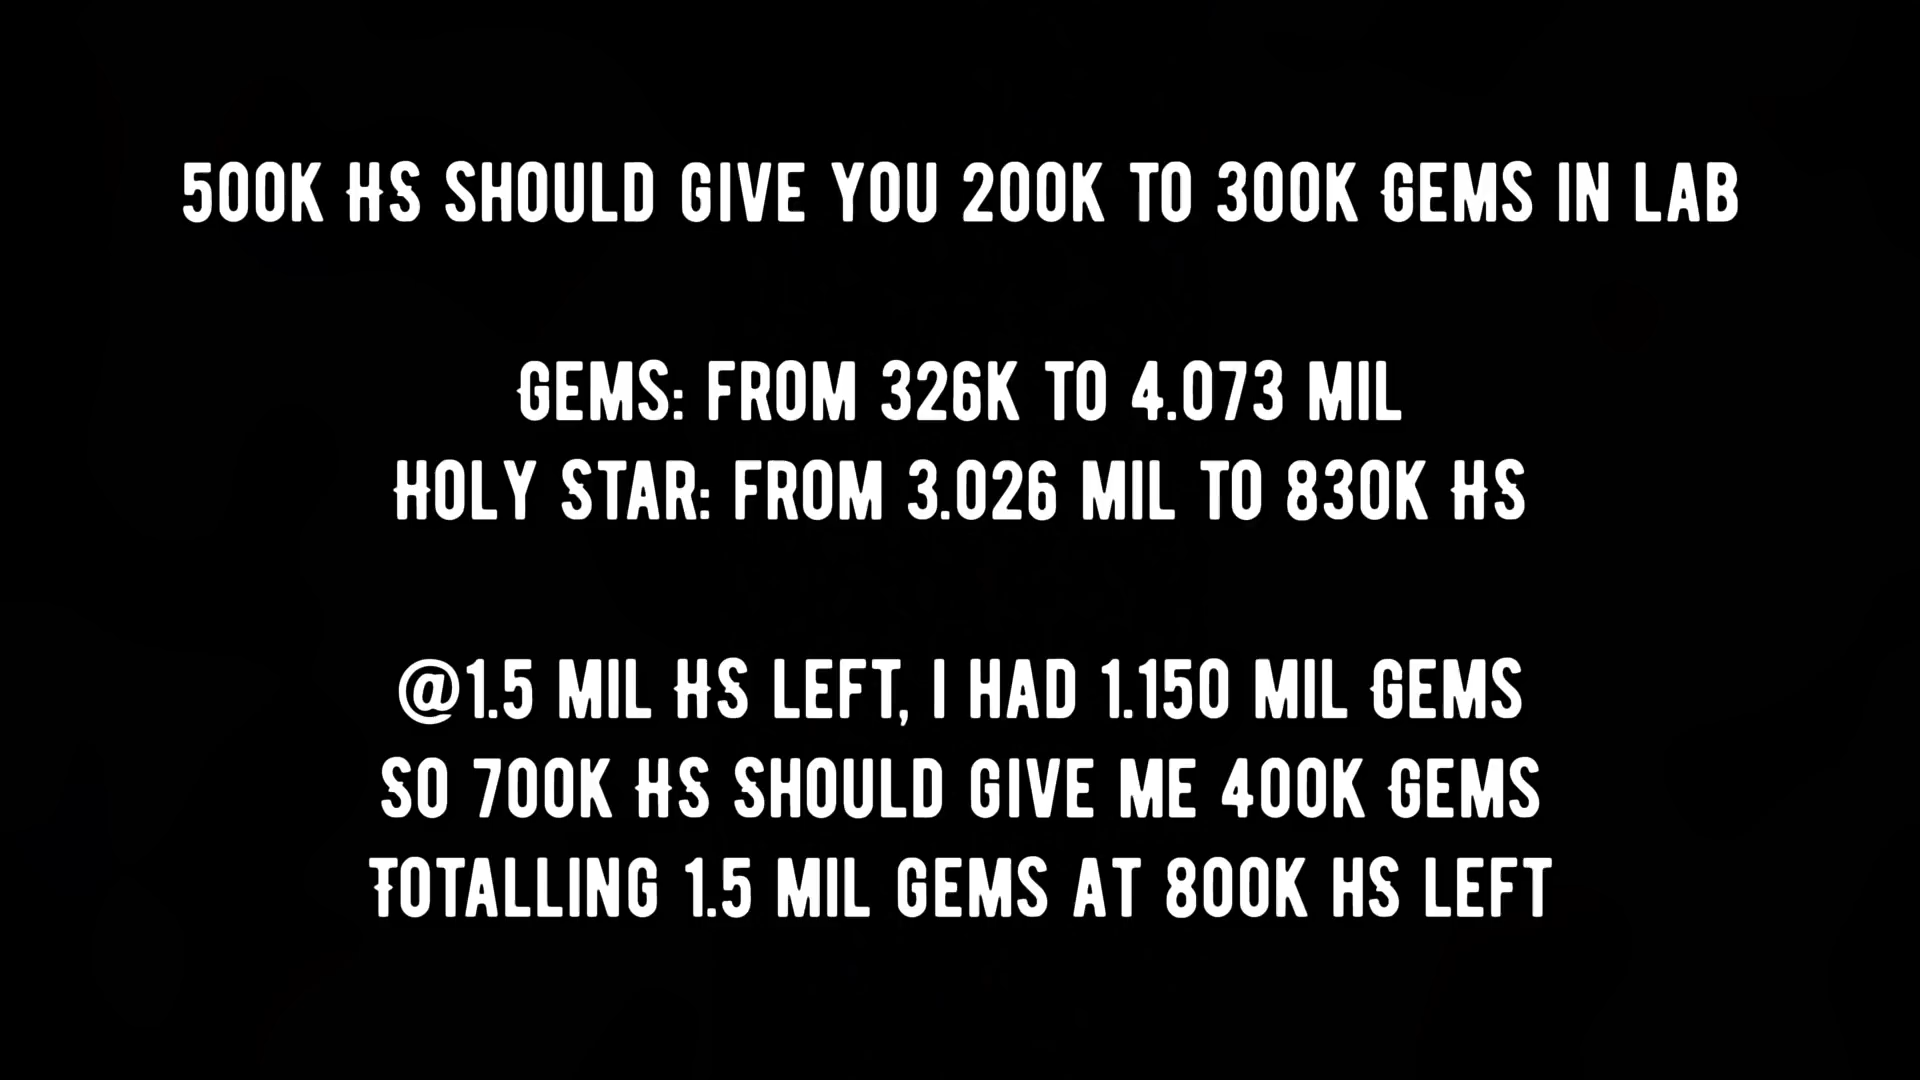 500K HS SHOULD GIVE YOU 200K TO 300K GEMS IN LAB
GEMS: FROM 326K TO 4.073 MIL
HOLY STAR: FROM 3.026 MIL TO 830K HS
@1.5 MIL HS LEFT, I HAD 1.150 MIL GEMS
SO 700K HS SHOULD GIVE ME 400K GEMS
TOTALLING 1.5 MIL GEMS AT 800K HS LEFT